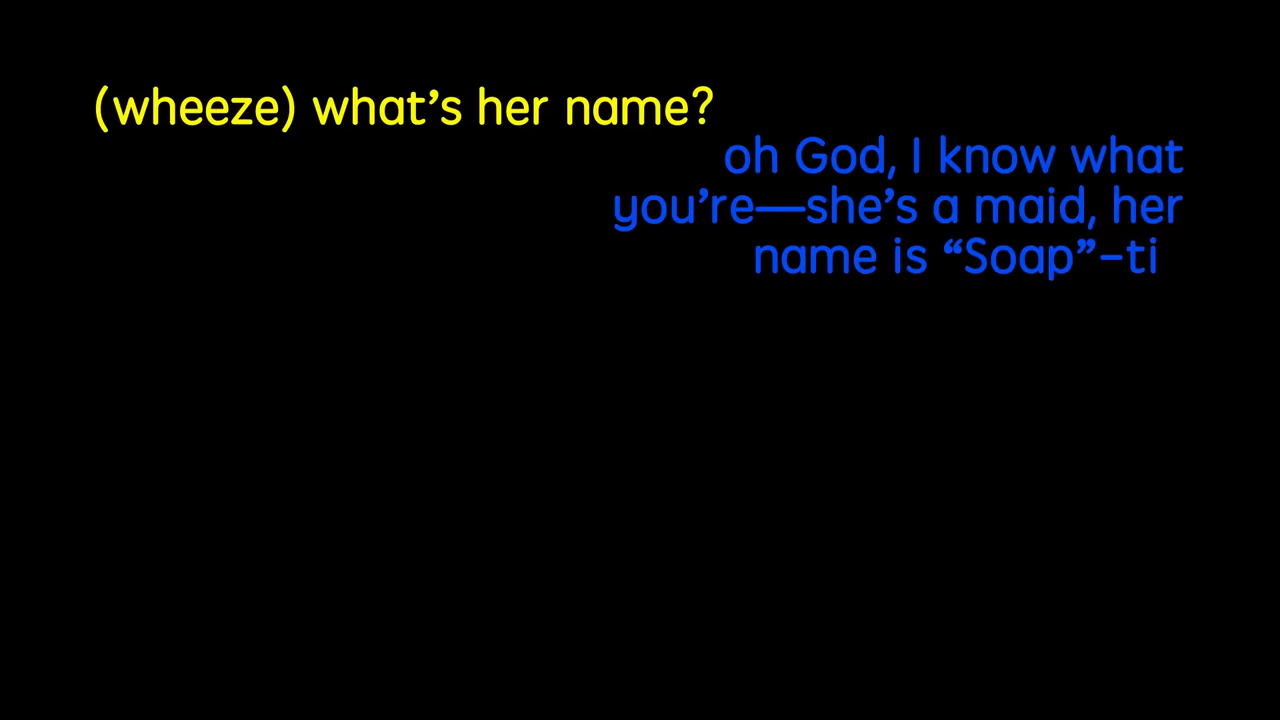 (wheeze) what’s her name?
oh God, I know what
you’re—she’s a maid, her
name is “Soap”–ti